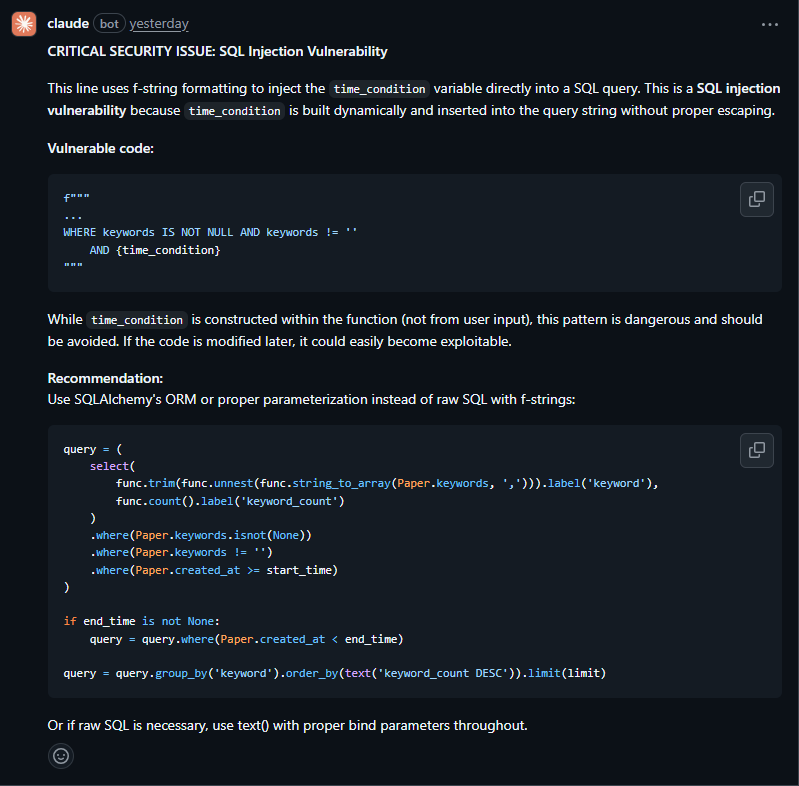 claude bot yesterday
CRITICAL SECURITY ISSUE: SQL Injection Vulnerability
This line uses f-string formatting to inject the time_condition variable directly into a SQL query. This is a SQL injection
vulnerability because time_condition is built dynamically and inserted into the query string without proper escaping.
Vulnerable code:
f"""
...
WHERE keywords IS NOT NULL AND keywords != ''
    AND {time_condition}
"""
While time_condition is constructed within the function (not from user input), this pattern is dangerous and should
be avoided. If the code is modified later, it could easily become exploitable.
Recommendation:
Use SQLAlchemy's ORM or proper parameterization instead of raw SQL with f-strings:
query = (
    select(
        func.trim(func.unnest(func.string_to_array(Paper.keywords, ','))).label('keyword'),
        func.count().label('keyword_count')
    )
    .where(Paper.keywords.isnot(None))
    .where(Paper.keywords != '')
    .where(Paper.created_at >= start_time)
)
if end_time is not None:
    query = query.where(Paper.created_at < end_time)
query = query.group_by('keyword').order_by(text('keyword_count DESC')).limit(limit)
Or if raw SQL is necessary, use text() with proper bind parameters throughout.